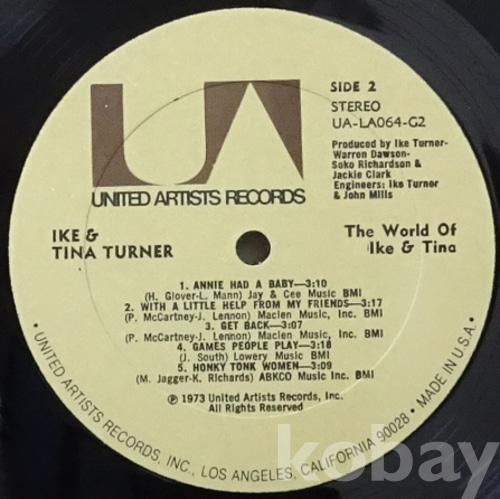 UA
UNITED ARTISTS RECORDS
SIDE 2
STEREO
UA-LA064-G2
Produced by Ike Turner-
Warren Dawson-
Soko Richardson &
Jackie Clark
Engineers: Ike Turner
& John Mills
IKE &
TINA TURNER
The World Of
Ike & Tina
1. ANNIE HAD A BABY—3:10
(H. Glover-L. Mann) Jay & Cee Music BMI
2. WITH A LITTLE HELP FROM MY FRIENDS—3:17
(P. McCartney-J. Lennon) Maclen Music, Inc. BMI
3. GET BACK—3:07
(P. McCartney-J. Lennon) Maclen Music, Inc. BMI
4. GAMES PEOPLE PLAY—3:18
(J. South) Lowery Music BMI
5. HONKY TONK WOMEN—3:09
(M. Jagger-K. Richards) ABKCO Music Inc. BMI
℗ 1973 United Artists Records, Inc.
All Rights Reserved
• UNITED ARTISTS RECORDS, INC., LOS ANGELES, CALIFORNIA 90028 • MADE IN U.S.A. •
kobay